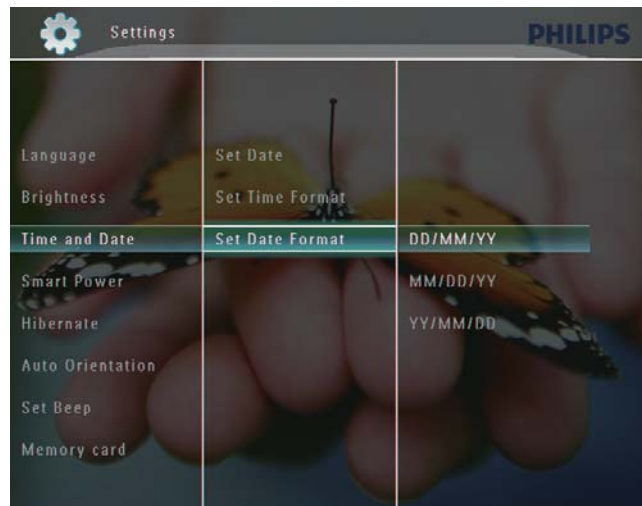 Settings
PHILIPS
Language
Brightness
Time and Date
Smart Power
Hibernate
Auto Orientation
Set Beep
Memory card
Set Date
Set Time Format
Set Date Format
DD/MM/YY
MM/DD/YY
YY/MM/DD